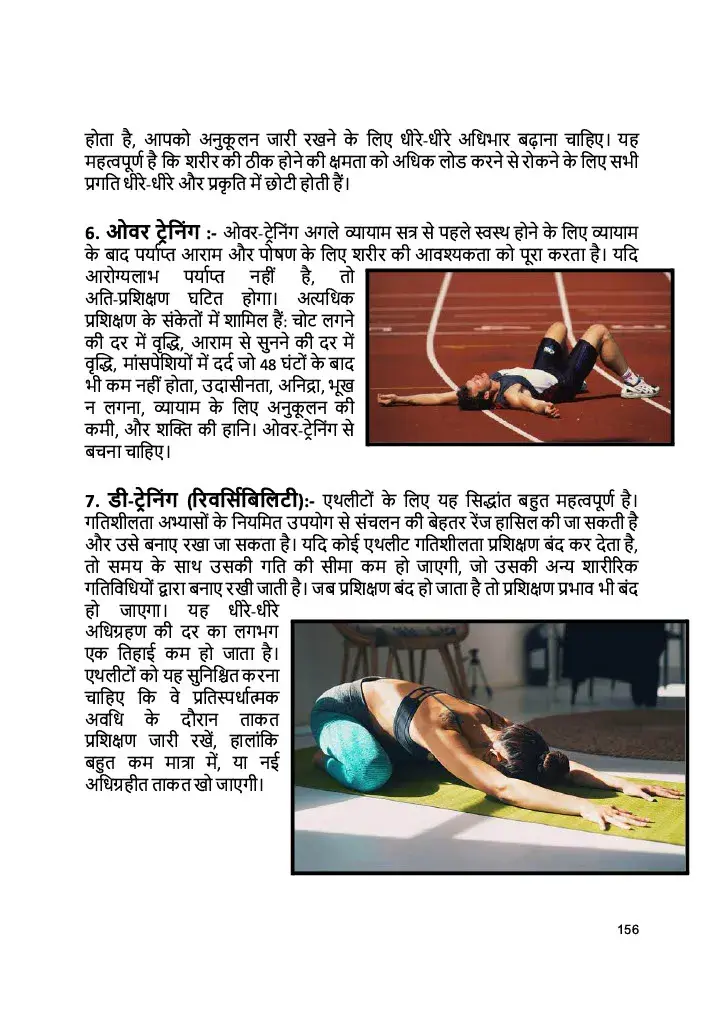 होता है, आपको अनुकूलन जारी रखने के लिए धीरे-धीरे अधिभार बढ़ाना चाहिए। यह
महत्वपूर्ण है कि शरीर की ठीक होने की क्षमता को अधिक लोड करने से रोकने के लिए सभी
प्रगति धीरे-धीरे और प्रकृति में छोटी होती हैं।
6. ओवर ट्रेनिंग :- ओवर-ट्रेनिंग अगले व्यायाम सत्र से पहले स्वस्थ होने के लिए व्यायाम
के बाद पर्याप्त आराम और पोषण के लिए शरीर की आवश्यकता को पूरा करता है। यदि
आरोग्यलाभ पर्याप्त नहीं है, तो
अति-प्रशिक्षण घटित होगा। अत्यधिक
प्रशिक्षण के संकेतों में शामिल हैं: चोट लगने
की दर में वृद्धि, आराम से सुनने की दर में
वृद्धि, मांसपेशियों में दर्द जो 48 घंटों के बाद
भी कम नहीं होता, उदासीनता, अनिद्रा, भूख
न लगना, व्यायाम के लिए अनुकूलन की
कमी, और शक्ति की हानि। ओवर-ट्रेनिंग से
बचना चाहिए।
7. डी-ट्रेनिंग (रिवर्सिबिलिटी):- एथलीटों के लिए यह सिद्धांत बहुत महत्वपूर्ण है।
गतिशीलता अभ्यासों के नियमित उपयोग से संचलन की बेहतर रेंज हासिल की जा सकती है
और उसे बनाए रखा जा सकता है। यदि कोई एथलीट गतिशीलता प्रशिक्षण बंद कर देता है,
तो समय के साथ उसकी गति की सीमा कम हो जाएगी, जो उसकी अन्य शारीरिक
गतिविधियों द्वारा बनाए रखी जाती है। जब प्रशिक्षण बंद हो जाता है तो प्रशिक्षण प्रभाव भी बंद
हो जाएगा। यह धीरे-धीरे
अधिग्रहण की दर का लगभग
एक तिहाई कम हो जाता है।
एथलीटों को यह सुनिश्चित करना
चाहिए कि वे प्रतिस्पर्धात्मक
अवधि के दौरान ताकत
प्रशिक्षण जारी रखें, हालांकि
बहुत कम मात्रा में, या नई
अधिग्रहीत ताकत खो जाएगी।
156